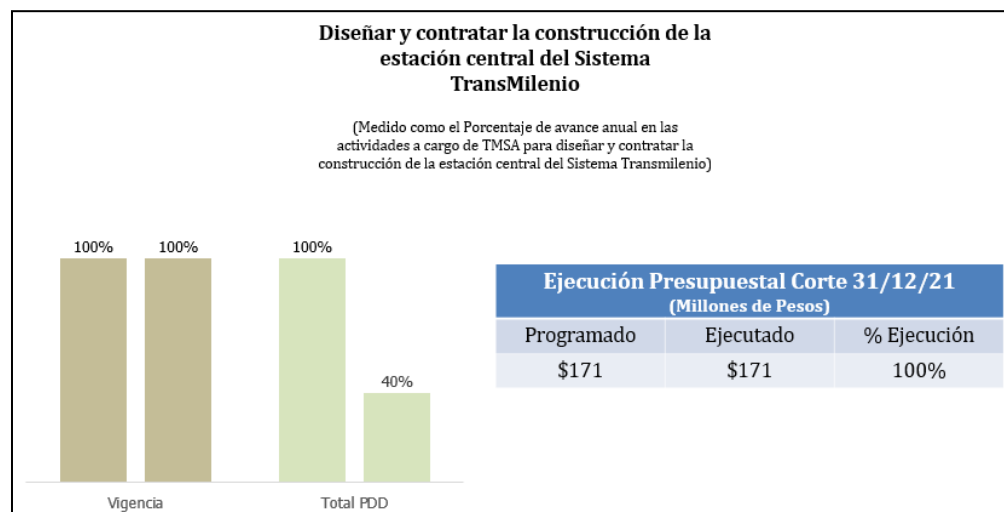 Diseñar y contratar la construcción de la
estación central del Sistema
TransMilenio
(Medido como el Porcentaje de avance anual en las
actividades a cargo de TMSA para diseñar y contratar la
construcción de la estación central del Sistema Transmilenio)
100%
100%
100%
40%
Vigencia
Total PDD
Ejecución Presupuestal Corte 31/12/21
(Millones de Pesos)
Programado Ejecutado % Ejecución
$171 $171 100%